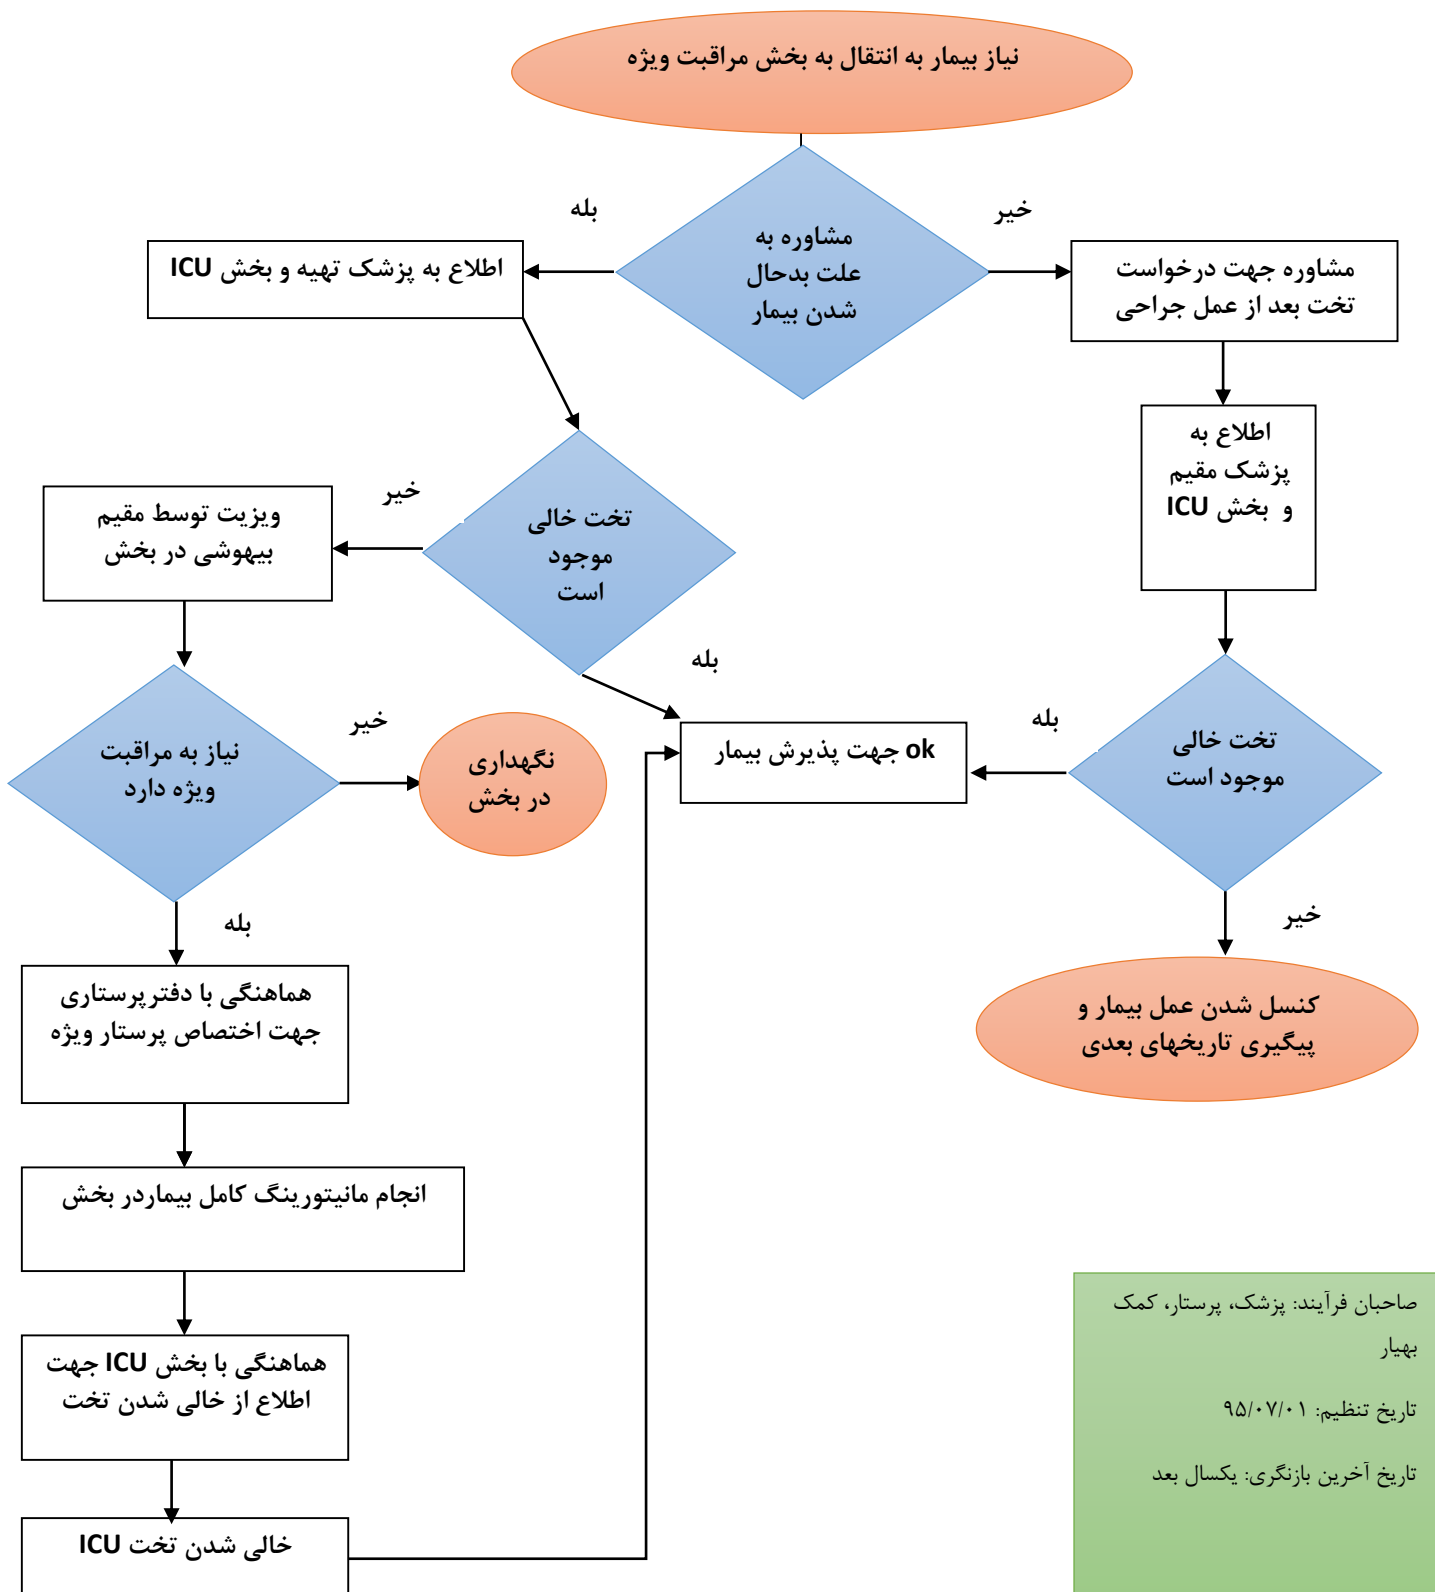 نیاز بیمار به انتقال به بخش مراقبت ویژه
خیر
بله
مشاوره به
علت بدحال
شدن بیمار
مشاوره جهت درخواست
تخت بعد از عمل جراحی
اطلاع به پزشک تهیه و بخش ICU
اطلاع به
پزشک مقیم
و بخش ICU
خیر
تخت خالی
موجود
است
ویزیت توسط مقیم
بیهوشی در بخش
بله
بله
تخت خالی
موجود است
ok جهت پذیرش بیمار
خیر
نگهداری
در بخش
نیاز به مراقبت
ویژه دارد
خیر
بله
کنسل شدن عمل بیمار و
پیگیری تاریخهای بعدی
هماهنگی با دفترپرستاری
جهت اختصاص پرستار ویژه
انجام مانیتورینگ کامل بیماردر بخش
هماهنگی با بخش ICU جهت
اطلاع از خالی شدن تخت
خالی شدن تخت ICU
صاحبان فرآیند: پزشک، پرستار، کمک
بهیار
تاریخ تنظیم: ۹۵/۰۷/۰۱
تاریخ آخرین بازنگری: یکسال بعد